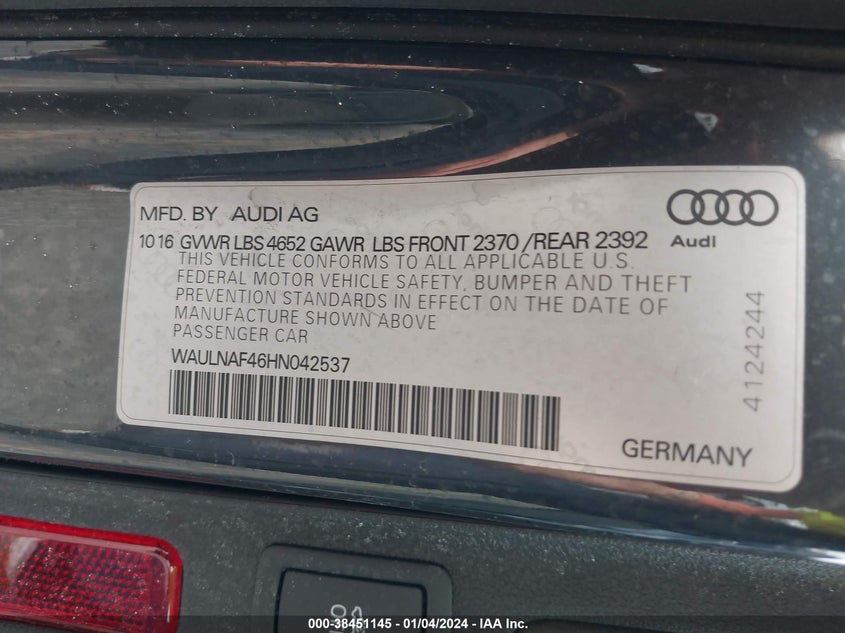 MFD. BY AUDI AG
Audi
10 16 GVWR LBS 4652 GAWR LBS FRONT 2370 /REAR 2392
THIS VEHICLE CONFORMS TO ALL APPLICABLE U.S.
FEDERAL MOTOR VEHICLE SAFETY, BUMPER AND THEFT
PREVENTION STANDARDS IN EFFECT ON THE DATE OF
MANUFACTURE SHOWN ABOVE
PASSENGER CAR
WAULNAF46HN042537
4124244
GERMANY
000-38451145 - 01/04/2024 - IAA Inc.